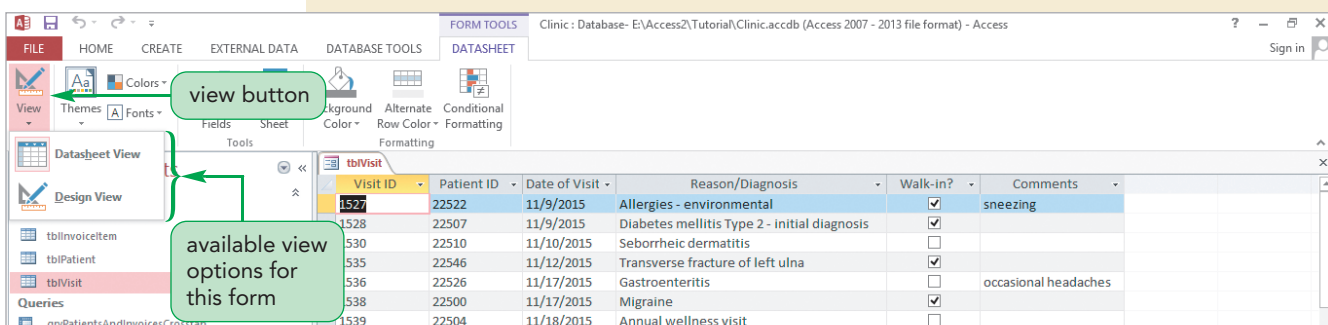 FORM TOOLS Clinic : Database- E:\Access2\Tutorial\Clinic.accdb (Access 2007 - 2013 file format) - Access ?
FILE HOME CREATE EXTERNAL DATA DATABASE TOOLS DATASHEET Sign in
View Themes Colors Fonts
view button
Fields Sheet
Color Alternate Row Color Conditional Formatting
Tools Formatting
Datasheet View
Design View
available view
options for
this form
tblInvoiceItem
tblPatient
tblVisit
Queries
tblVisit
Visit ID Patient ID Date of Visit Reason/Diagnosis Walk-in? Comments
1527 22522 11/9/2015 Allergies - environmental sneezing
1528 22507 11/9/2015 Diabetes mellitis Type 2 - initial diagnosis
1530 22510 11/10/2015 Seborrheic dermatitis
1535 22546 11/12/2015 Transverse fracture of left ulna
1536 22526 11/17/2015 Gastroenteritis occasional headaches
1538 22500 11/17/2015 Migraine
1539 22504 11/18/2015 Annual wellness visit